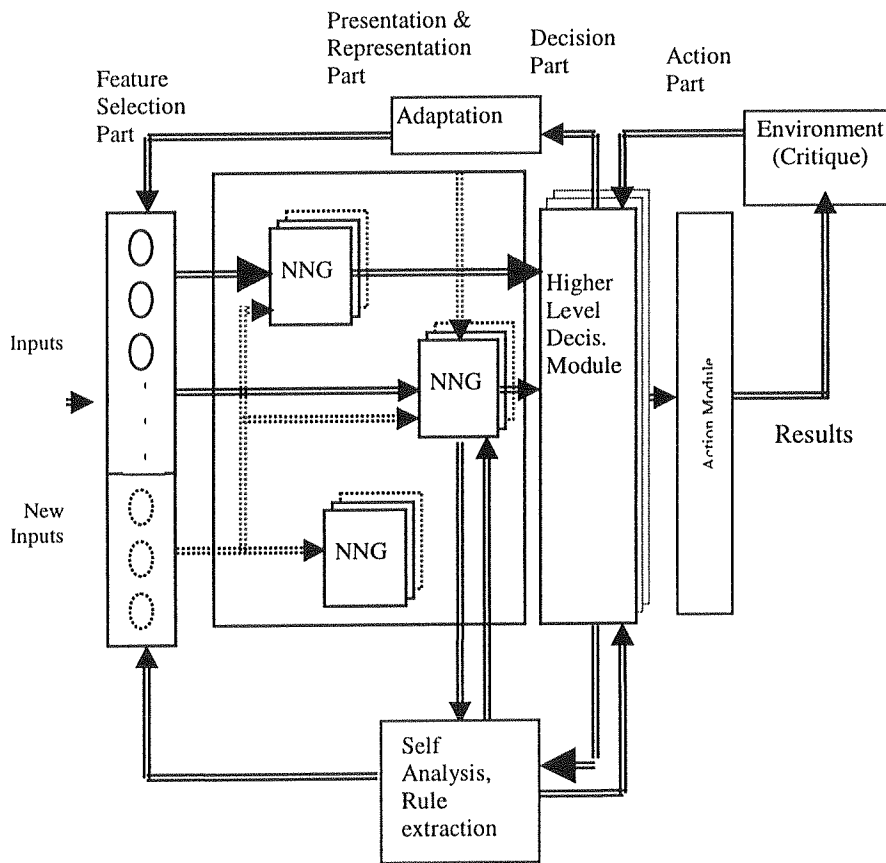 Presentation &
Representation
Part
Decision
Part
Action
Part
Feature
Selection
Part
Adaptation
Environment
(Critique)
NNG
Higher
Level
Decis.
Module
Inputs
NNG
Action Module
Results
New
Inputs
NNG
Self
Analysis,
Rule
extraction